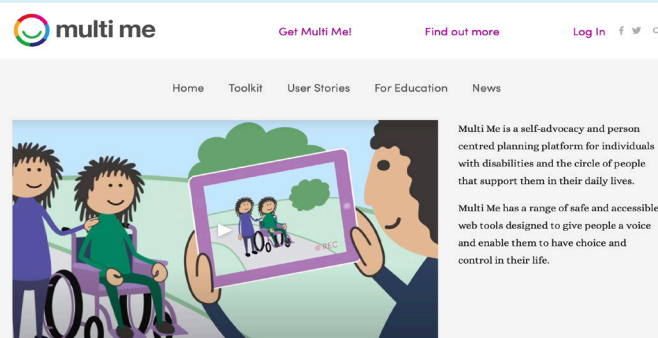 multi me
Get Multi Me! Find out more Log In
Home Toolkit User Stories For Education News
Multi Me is a self-advocacy and person
centred planning platform for individuals
with disabilities and the circle of people
that support them in their daily lives.
Multi Me has a range of safe and accessible
web tools designed to give people a voice
and enable them to have choice and
control in their life.
REC